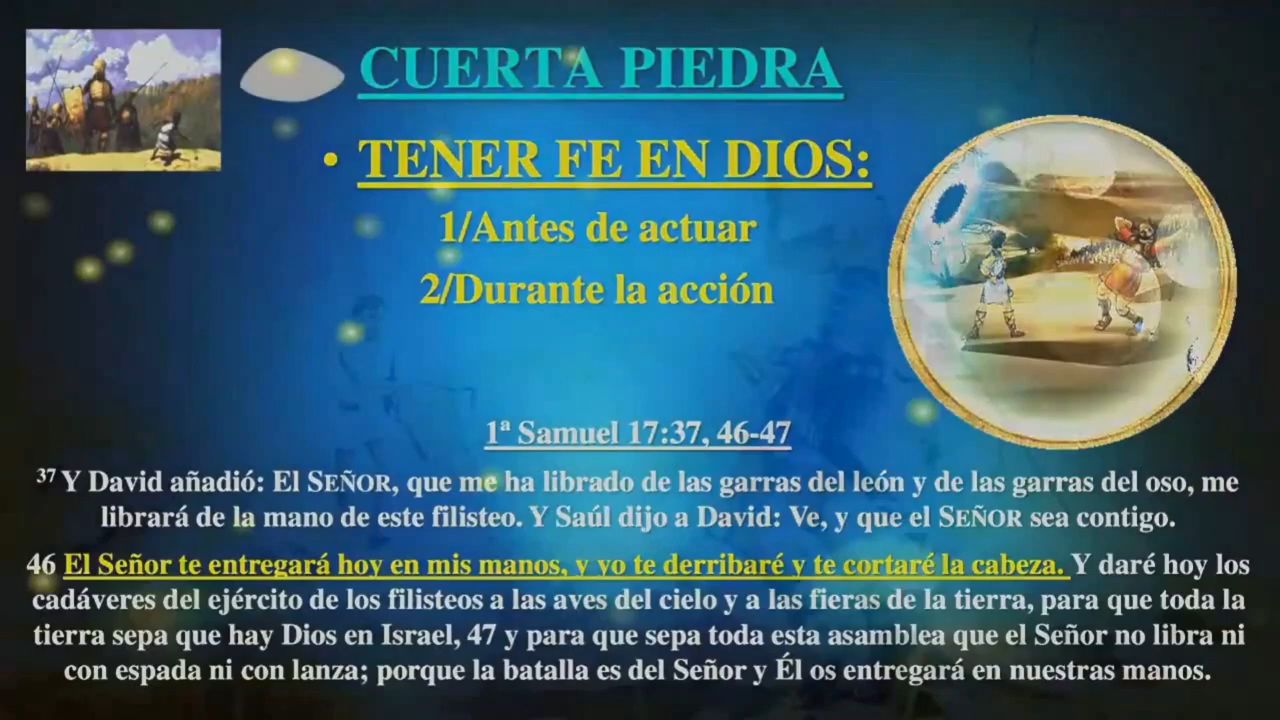 CUERTA PIEDRA
• TENER FE EN DIOS:
1/Antes de actuar
2/Durante la acción
1ª Samuel 17:37, 46-47
37 Y David añadió: El SEÑOR, que me ha librado de las garras del león y de las garras del oso, me
librará de la mano de este filisteo. Y Saúl dijo a David: Ve, y que el SEÑOR sea contigo.
46 El Señor te entregará hoy en mis manos, y yo te derribaré y te cortaré la cabeza. Y daré hoy los
cadáveres del ejército de los filisteos a las aves del cielo y a las fieras de la tierra, para que toda la
tierra sepa que hay Dios en Israel, 47 y para que sepa toda esta asamblea que el Señor no libra ni
con espada ni con lanza; porque la batalla es del Señor y Él os entregará en nuestras manos.